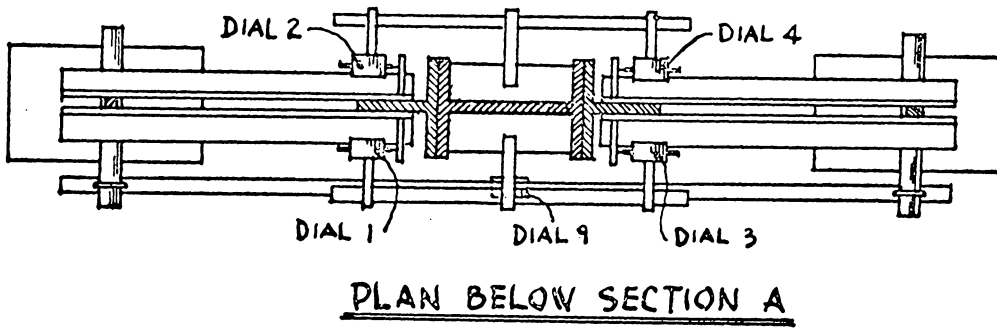 DIAL 2
DIAL 4
DIAL 1
DIAL 9
DIAL 3
PLAN BELOW SECTION A